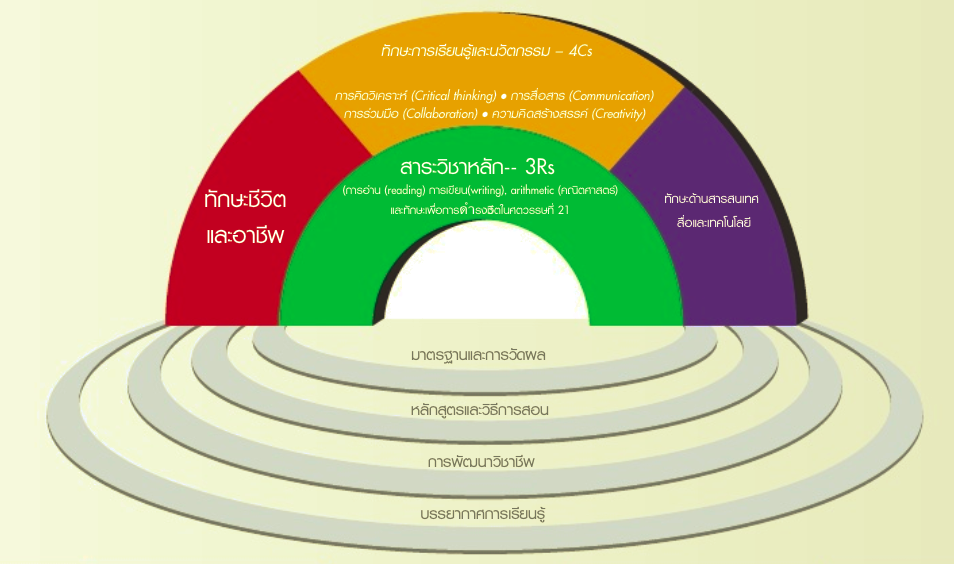 ทักษะการเรียนรู้และนวัตกรรม – 4Cs
การคิดวิเคราะห์ (Critical thinking) ● การสื่อสาร (Communication)
การร่วมมือ (Collaboration) ● ความคิดสร้างสรรค์ (Creativity)
สาระวิชาหลัก-- 3Rs
(การอ่าน (reading) การเขียน(writing), arithmetic (คณิตศาสตร์)
และทักษะเพื่อการดำรงชีวิตในศตวรรษที่ 21
ทักษะชีวิต
และอาชีพ
ทักษะด้านสารสนเทศ
สื่อและเทคโนโลยี
มาตรฐานและการวัดผล
หลักสูตรและวิธีการสอน
การพัฒนาวิชาชีพ
บรรยากาศการเรียนรู้